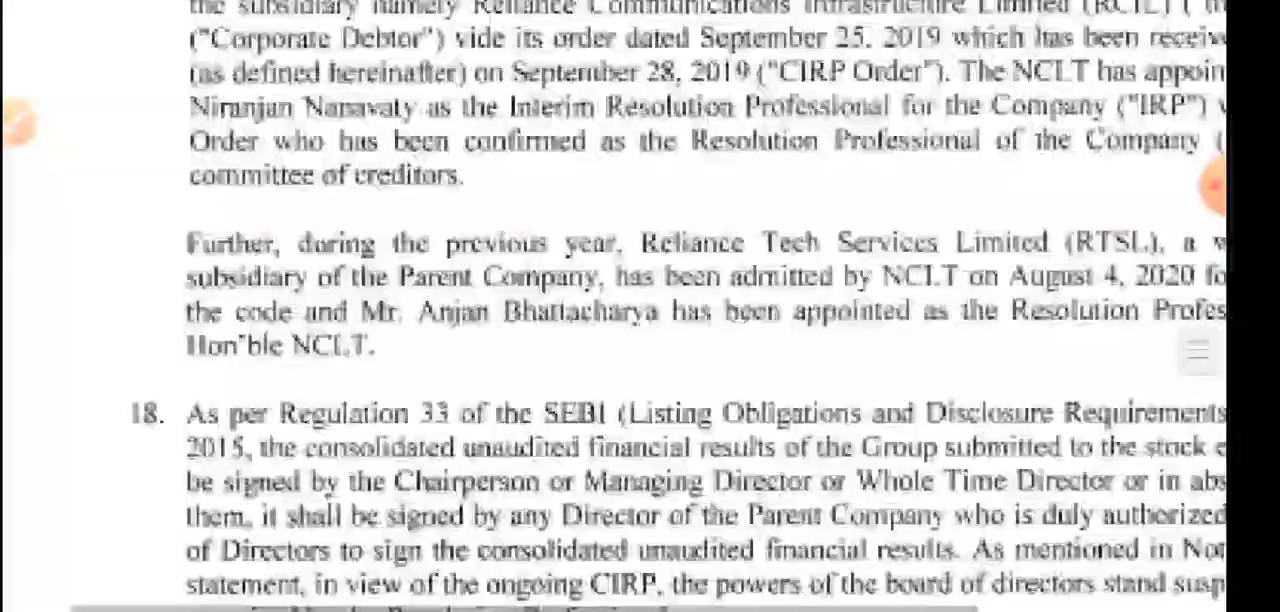 the subsidiary namely Reliance Communications Infrastructure Limited (RCIL) (
("Corporate Debtor") vide its order dated September 25, 2019 which has been receiv
(as defined hereinafter) on September 28, 2019 ("CIRP Order"). The NCLT has appoin
Niranjan Nanavaty as the Interim Resolution Professional for the Company ("IRP") v
Order who has been confirmed as the Resolution Professional of the Company (
committee of creditors.
Further, during the previous year, Reliance Tech Services Limited (RTSL), a w
subsidiary of the Parent Company, has been admitted by NCLT on August 4, 2020 fo
the code and Mr. Anjan Bhattacharya has been appointed as the Resolution Profes
Hon"ble NCLT.
18. As per Regulation 33 of the SEBI (Listing Obligations and Disclosure Requirements
2015, the consolidated unaudited financial results of the Group submitted to the stock e
be signed by the Chairperson or Managing Director or Whole Time Director or in abs
them, it shall be signed by any Director of the Parent Company who is duly authorized
of Directors to sign the consolidated unaudited financial results. As mentioned in Not
statement, in view of the ongoing CIRP, the powers of the board of directors stand susp